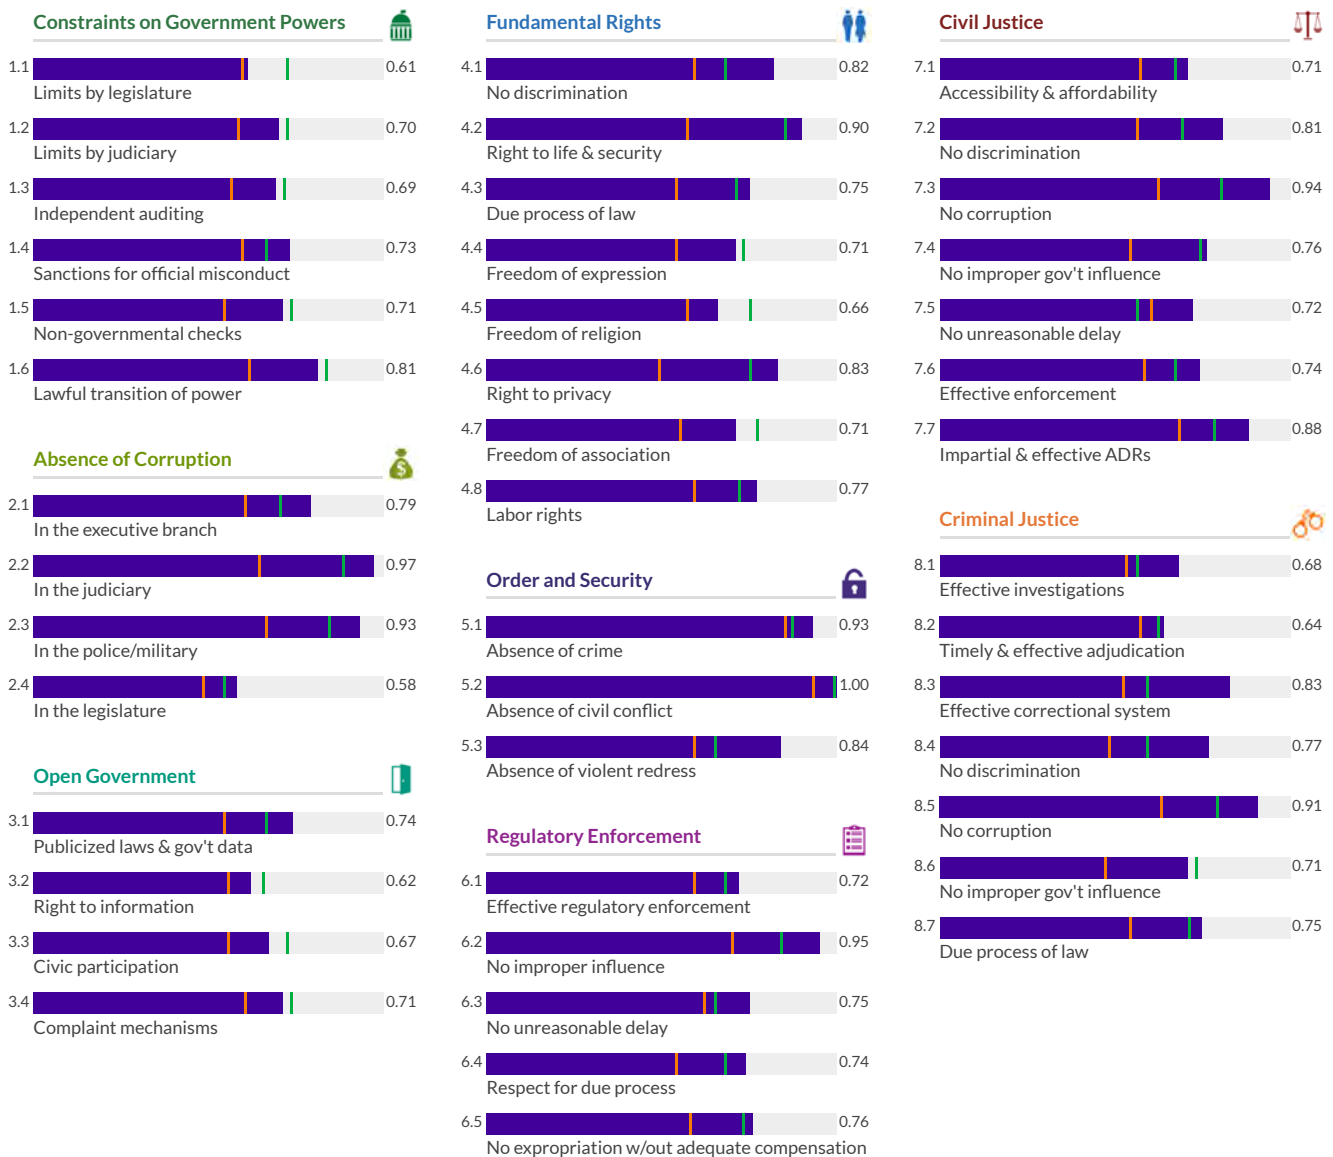 Constraints on Government Powers
1.1 0.61
Limits by legislature
1.2 0.70
Limits by judiciary
1.3 0.69
Independent auditing
1.4 0.73
Sanctions for official misconduct
1.5 0.71
Non-governmental checks
1.6 0.81
Lawful transition of power
Absence of Corruption
$
2.1 0.79
In the executive branch
2.2 0.97
In the judiciary
2.3 0.93
In the police/military
2.4 0.58
In the legislature
Open Government
3.1 0.74
Publicized laws & gov't data
3.2 0.62
Right to information
3.3 0.67
Civic participation
3.4 0.71
Complaint mechanisms
Fundamental Rights
4.1 0.82
No discrimination
4.2 0.90
Right to life & security
4.3 0.75
Due process of law
4.4 0.71
Freedom of expression
4.5 0.66
Freedom of religion
4.6 0.83
Right to privacy
4.7 0.71
Freedom of association
4.8 0.77
Labor rights
Order and Security
5.1 0.93
Absence of crime
5.2 1.00
Absence of civil conflict
5.3 0.84
Absence of violent redress
Regulatory Enforcement
6.1 0.72
Effective regulatory enforcement
6.2 0.95
No improper influence
6.3 0.75
No unreasonable delay
6.4 0.74
Respect for due process
6.5 0.76
No expropriation w/out adequate compensation
Civil Justice
7.1 0.71
Accessibility & affordability
7.2 0.81
No discrimination
7.3 0.94
No corruption
7.4 0.76
No improper gov't influence
7.5 0.72
No unreasonable delay
7.6 0.74
Effective enforcement
7.7 0.88
Impartial & effective ADRs
Criminal Justice
8.1 0.68
Effective investigations
8.2 0.64
Timely & effective adjudication
8.3 0.83
Effective correctional system
8.4 0.77
No discrimination
8.5 0.91
No corruption
8.6 0.71
No improper gov't influence
8.7 0.75
Due process of law